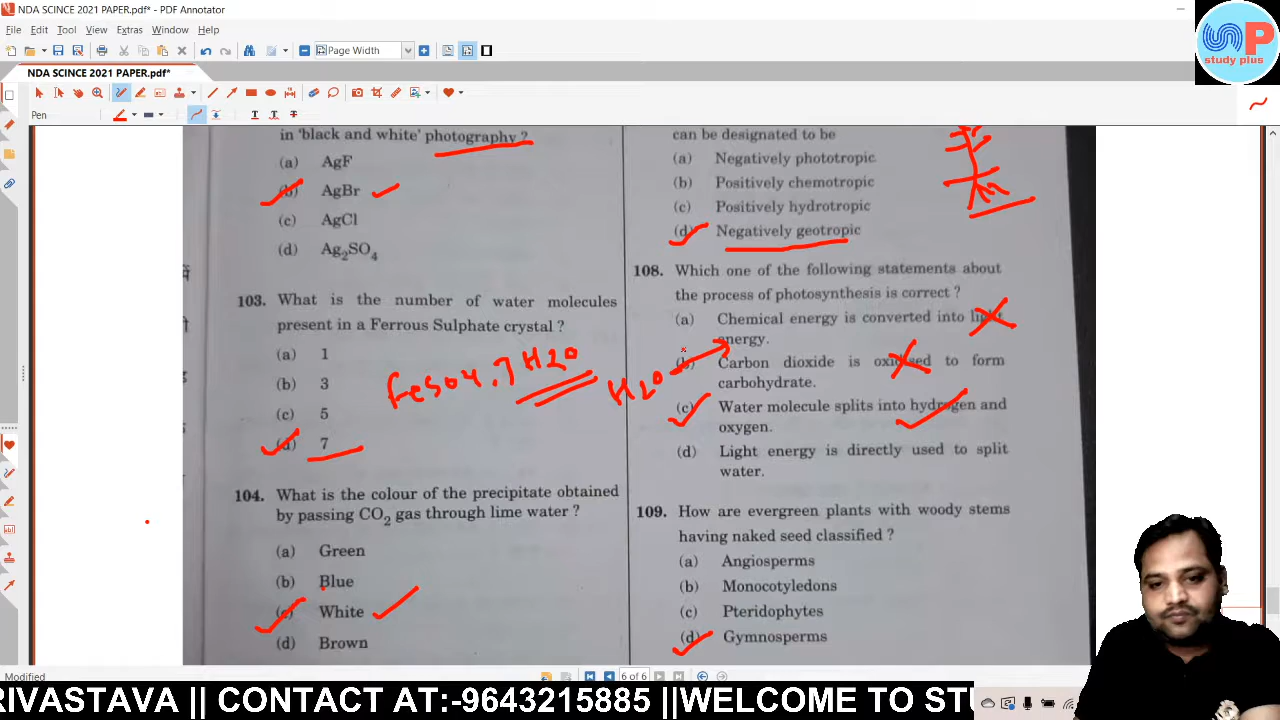 NDA SCINCE 2021 PAPER.pdf* - PDF Annotator
File Edit Tool View Extras Window Help
Page Width
NDA SCINCE 2021 PAPER.pdf*
Pen
SP
study plus
in 'black and white' photography ?
(a) AgF
(b) AgBr
(c) AgCl
(d) Ag2SO4
103. What is the number of water molecules
present in a Ferrous Sulphate crystal ?
(a) 1
(b) 3
(c) 5
(d) 7
FeSO4.7H2O
104. What is the colour of the precipitate obtained
by passing CO2 gas through lime water ?
(a) Green
(b) Blue
(c) White
(d) Brown
can be designated to be
(a) Negatively phototropic
(b) Positively chemotropic
(c) Positively hydrotropic
(d) Negatively geotropic
108. Which one of the following statements about
the process of photosynthesis is correct ?
(a) Chemical energy is converted into light
energy.
(b) Carbon dioxide is oxidised to form
carbohydrate.
H2O
(c) Water molecule splits into hydrogen and
oxygen.
(d) Light energy is directly used to split
water.
109. How are evergreen plants with woody stems
having naked seed classified ?
(a) Angiosperms
(b) Monocotyledons
(c) Pteridophytes
(d) Gymnosperms
Modified
6 of 6
RIVASTAVA || CONTACT AT:-9643215885 ||WELCOME TO STU